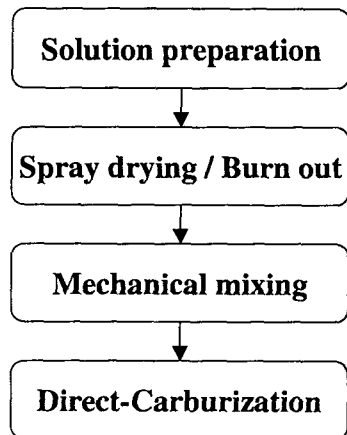 Solution preparation
Spray drying / Burn out
Mechanical mixing
Direct-Carburization